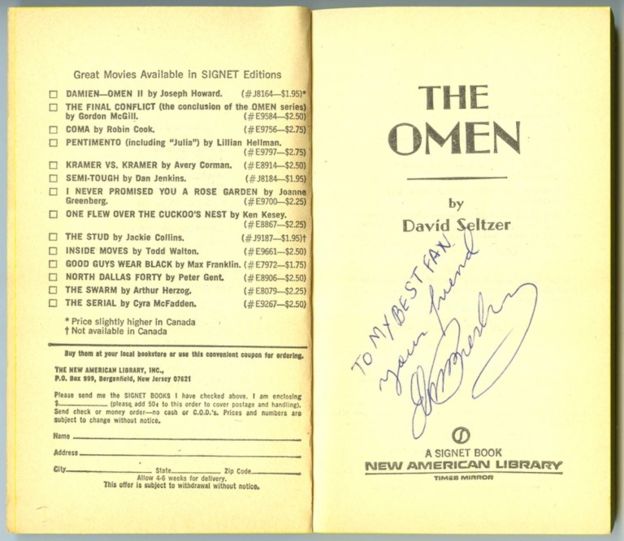 Great Movies Available in SIGNET Editions
☐ DAMIEN—OMEN II by Joseph Howard. (#J8164—$1.95)*
☐ THE FINAL CONFLICT (the conclusion of the OMEN series)
by Gordon McGill. (#E9584—$2.50)
☐ COMA by Robin Cook. (#E9756—$2.75)
☐ PENTIMENTO (including "Julia") by Lillian Hellman.
(#E9797—$2.75)
☐ KRAMER VS. KRAMER by Avery Corman. (#E8914—$2.50)
☐ SEMI-TOUGH by Dan Jenkins. (#J8184—$1.95)
☐ I NEVER PROMISED YOU A ROSE GARDEN by Joanne
Greenberg. (#E9700—$2.25)
☐ ONE FLEW OVER THE CUCKOO'S NEST by Ken Kesey.
(#E8867—$2.25)
☐ THE STUD by Jackie Collins. (#J9187—$1.95)†
☐ INSIDE MOVES by Todd Walton. (#E9661—$2.50)
☐ GOOD GUYS WEAR BLACK by Max Franklin. (#E7972—$1.75)
☐ NORTH DALLAS FORTY by Peter Gent. (#E8906—$2.50)
☐ THE SWARM by Arthur Herzog. (#E8079—$2.25)
☐ THE SERIAL by Cyra McFadden. (#E9267—$2.50)
* Price slightly higher in Canada
† Not available in Canada
Buy them at your local bookstore or use this convenient coupon for ordering.
THE NEW AMERICAN LIBRARY, INC.,
P.O. Box 999, Bergenfield, New Jersey 07621
Please send me the SIGNET BOOKS I have checked above. I am enclosing
$ (please add 50¢ to this order to cover postage and handling).
Send check or money order—no cash or C.O.D.'s. Prices and numbers are
subject to change without notice.
Name
Address
City State Zip Code
Allow 4-6 weeks for delivery.
This offer is subject to withdrawal without notice.
THE
OMEN
by
David Seltzer
TO MY BEST FAN
your friend
A SIGNET BOOK
NEW AMERICAN LIBRARY
TIMES MIRROR